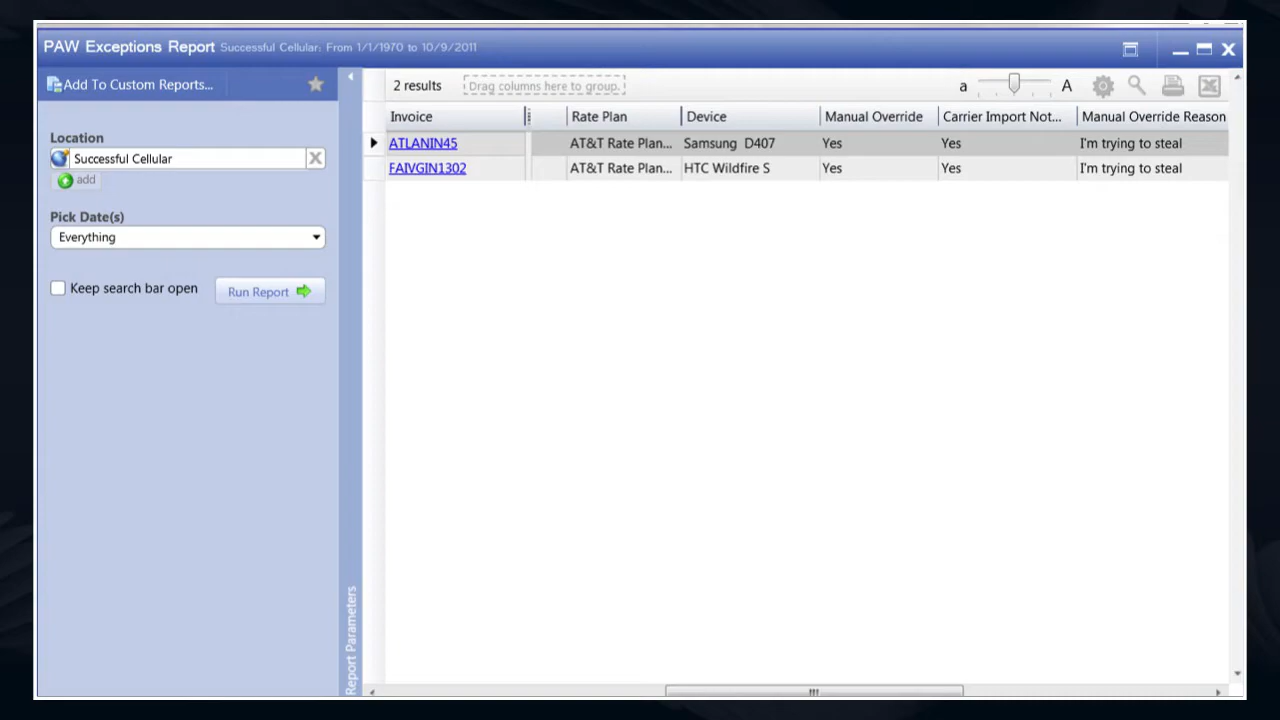 PAW Exceptions Report Successful Cellular: From 1/1/1970 to 10/9/2011
Add To Custom Reports...
Location
Successful Cellular
add
Pick Date(s)
Everything
Keep search bar open
Run Report
Report Parameters
2 results
Drag columns here to group.
a A
Invoice Rate Plan Device Manual Override Carrier Import Not... Manual Override Reason
ATLANIN45 AT&T Rate Plan... Samsung D407 Yes Yes I'm trying to steal
FAIVGIN1302 AT&T Rate Plan... HTC Wildfire S Yes Yes I'm trying to steal